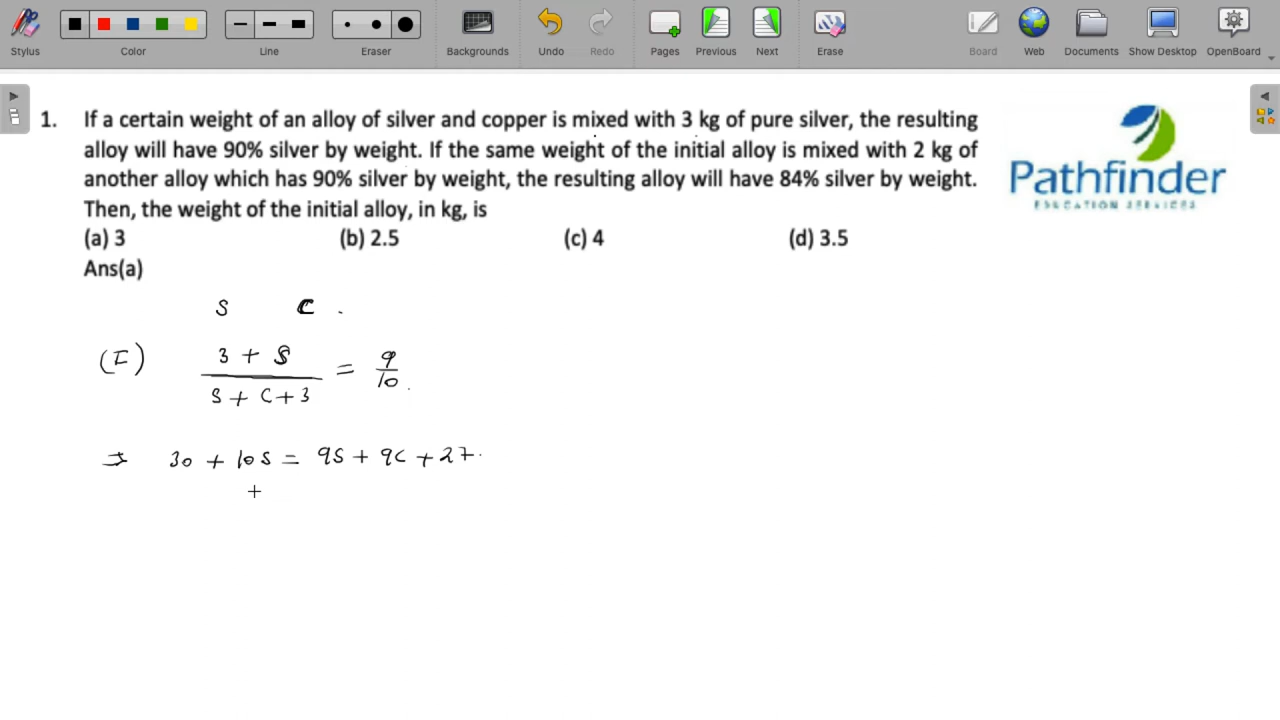 Stylus
Color
Line
Eraser
Backgrounds
Undo
Redo
Pages
Previous
Next
Erase
Board
Web
Documents
Show Desktop
OpenBoard
1. If a certain weight of an alloy of silver and copper is mixed with 3 kg of pure silver, the resulting
alloy will have 90% silver by weight. If the same weight of the initial alloy is mixed with 2 kg of
another alloy which has 90% silver by weight, the resulting alloy will have 84% silver by weight.
Then, the weight of the initial alloy, in kg, is
(a) 3 (b) 2.5 (c) 4 (d) 3.5
Ans(a)
Pathfinder
EDUCATION SERVICES
S C
(I) 3 + S / S + C + 3 = 9/10
⇒ 30 + 10S = 9S + 9C + 27
+